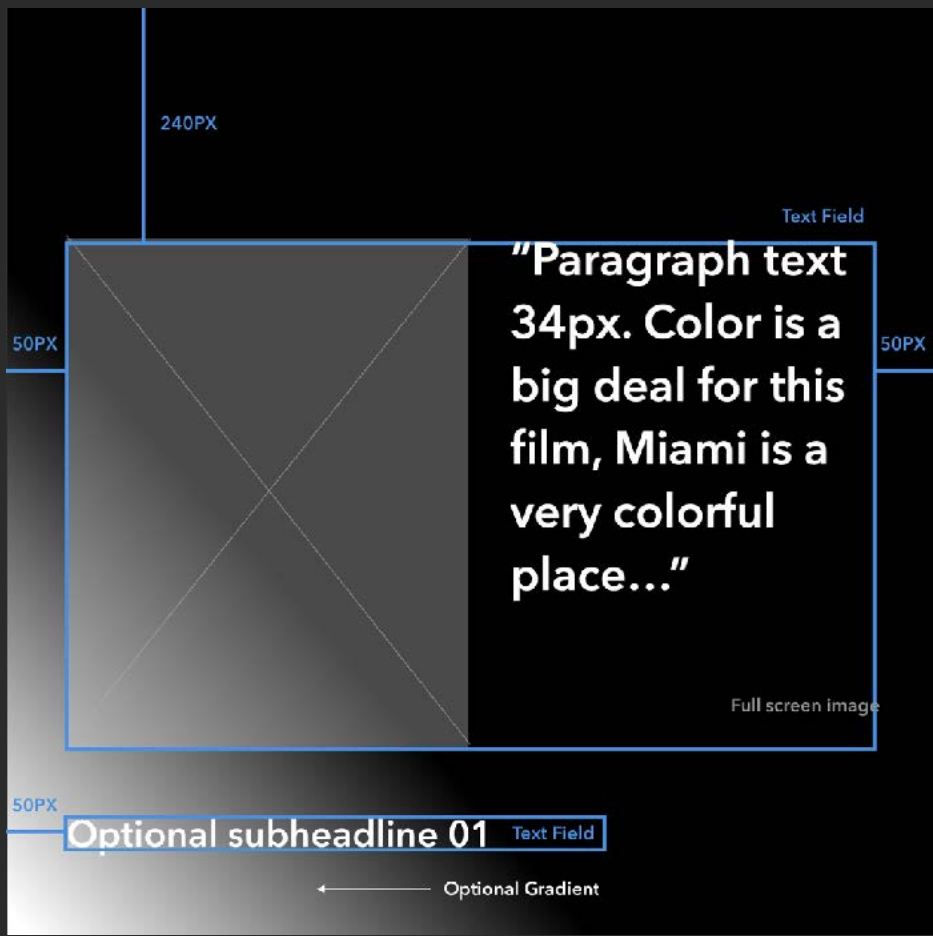 240PX
Text Field
“Paragraph text
34px. Color is a
big deal for this
film, Miami is a
very colorful
place…”
50PX
50PX
Full screen image
50PX
Optional subheadline 01
Text Field
Optional Gradient